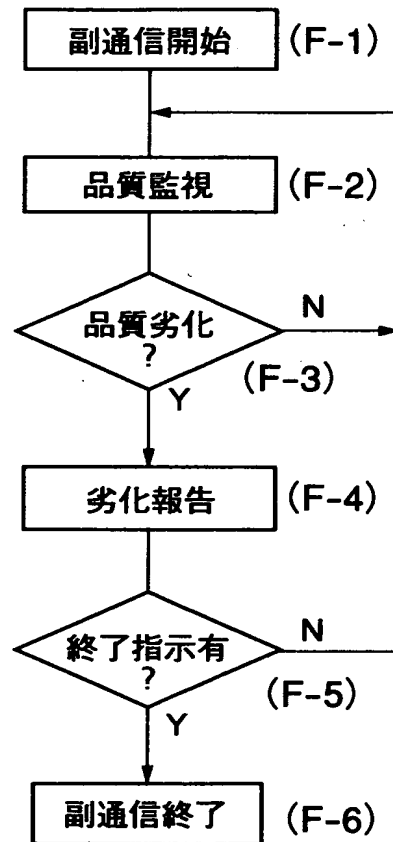 副通信開始 (F-1)
品質監視 (F-2)
品質劣化
?
N
(F-3)
Y
劣化報告 (F-4)
終了指示有
?
N
(F-5)
Y
副通信終了 (F-6)